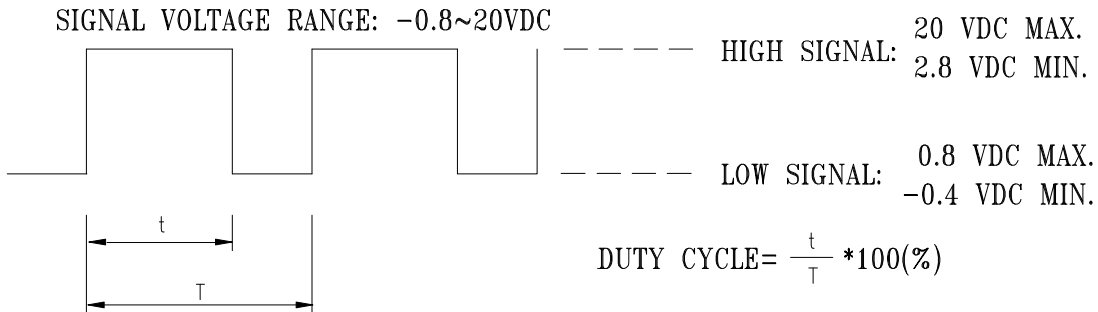 SIGNAL VOLTAGE RANGE: -0.8~20VDC
HIGH SIGNAL: 20 VDC MAX.
2.8 VDC MIN.
LOW SIGNAL: 0.8 VDC MAX.
-0.4 VDC MIN.
t
T
DUTY CYCLE= t/T *100(%)